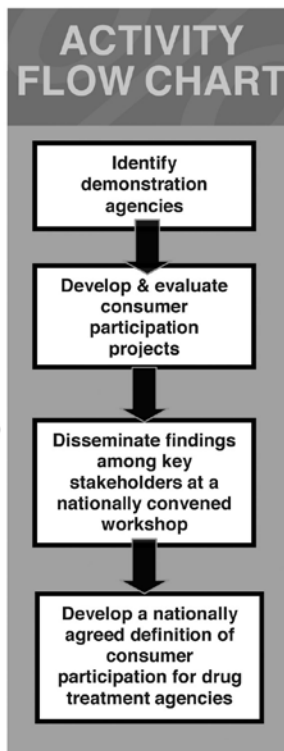 ACTIVITY
FLOW CHART
Identify
demonstration
agencies
Develop & evaluate
consumer
participation
projects
Disseminate findings
among key
stakeholders at a
nationally convened
workshop
Develop a nationally
agreed definition of
consumer
participation for drug
treatment agencies